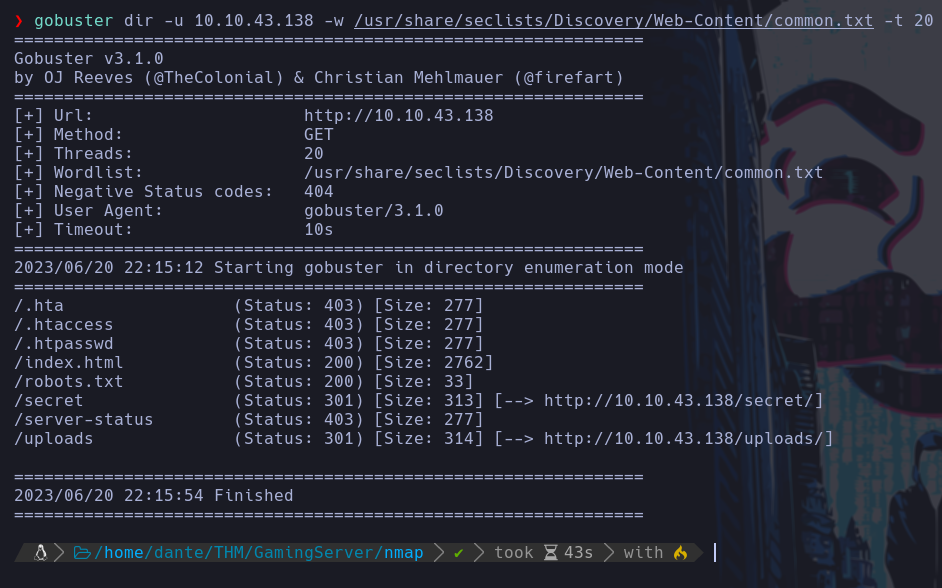 ❯ gobuster dir -u 10.10.43.138 -w /usr/share/seclists/Discovery/Web-Content/common.txt -t 20
===============================================================
Gobuster v3.1.0
by OJ Reeves (@TheColonial) & Christian Mehlmauer (@firefart)
===============================================================
[+] Url:                     http://10.10.43.138
[+] Method:                  GET
[+] Threads:                 20
[+] Wordlist:                /usr/share/seclists/Discovery/Web-Content/common.txt
[+] Negative Status codes:   404
[+] User Agent:              gobuster/3.1.0
[+] Timeout:                 10s
===============================================================
2023/06/20 22:15:12 Starting gobuster in directory enumeration mode
===============================================================
/.hta                 (Status: 403) [Size: 277]
/.htaccess            (Status: 403) [Size: 277]
/.htpasswd            (Status: 403) [Size: 277]
/index.html           (Status: 200) [Size: 2762]
/robots.txt           (Status: 200) [Size: 33]
/secret               (Status: 301) [Size: 313] [--> http://10.10.43.138/secret/]
/server-status        (Status: 403) [Size: 277]
/uploads              (Status: 301) [Size: 314] [--> http://10.10.43.138/uploads/]
===============================================================
2023/06/20 22:15:54 Finished
===============================================================
/home/dante/THM/GamingServer/nmap ✔ took 43s with